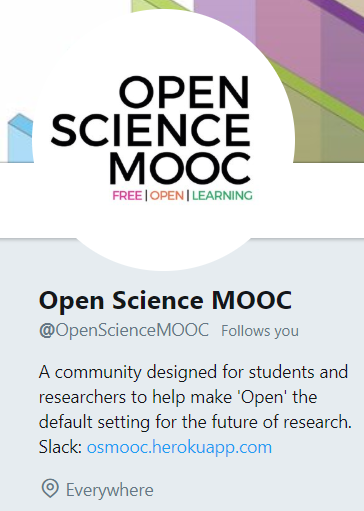 OPEN
SCIENCE
MOOC
FREE | OPEN | LEARNING
Open Science MOOC
@OpenScienceMOOC Follows you
A community designed for students and
researchers to help make 'Open' the
default setting for the future of research.
Slack: osmooc.herokuapp.com
Everywhere